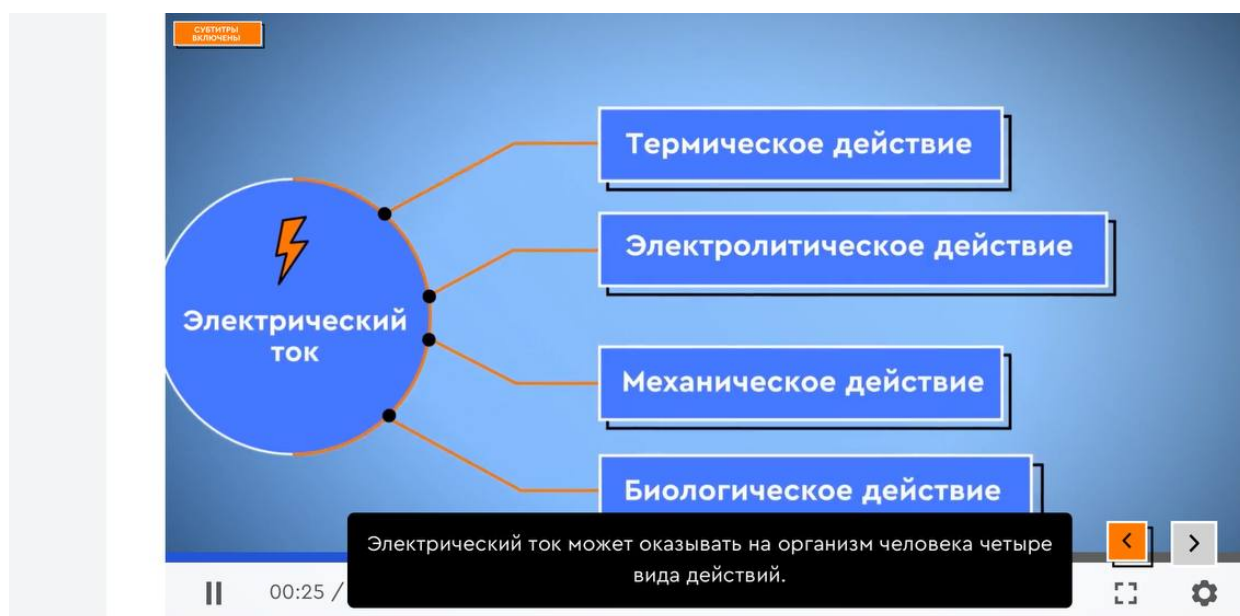 СУБТИТРЫ
ВКЛЮЧЕНЫ
Термическое действие
Электролитическое действие
Электрический
ток
Механическое действие
Биологическое действие
Электрический ток может оказывать на организм человека четыре
вида действий.
00:25 /